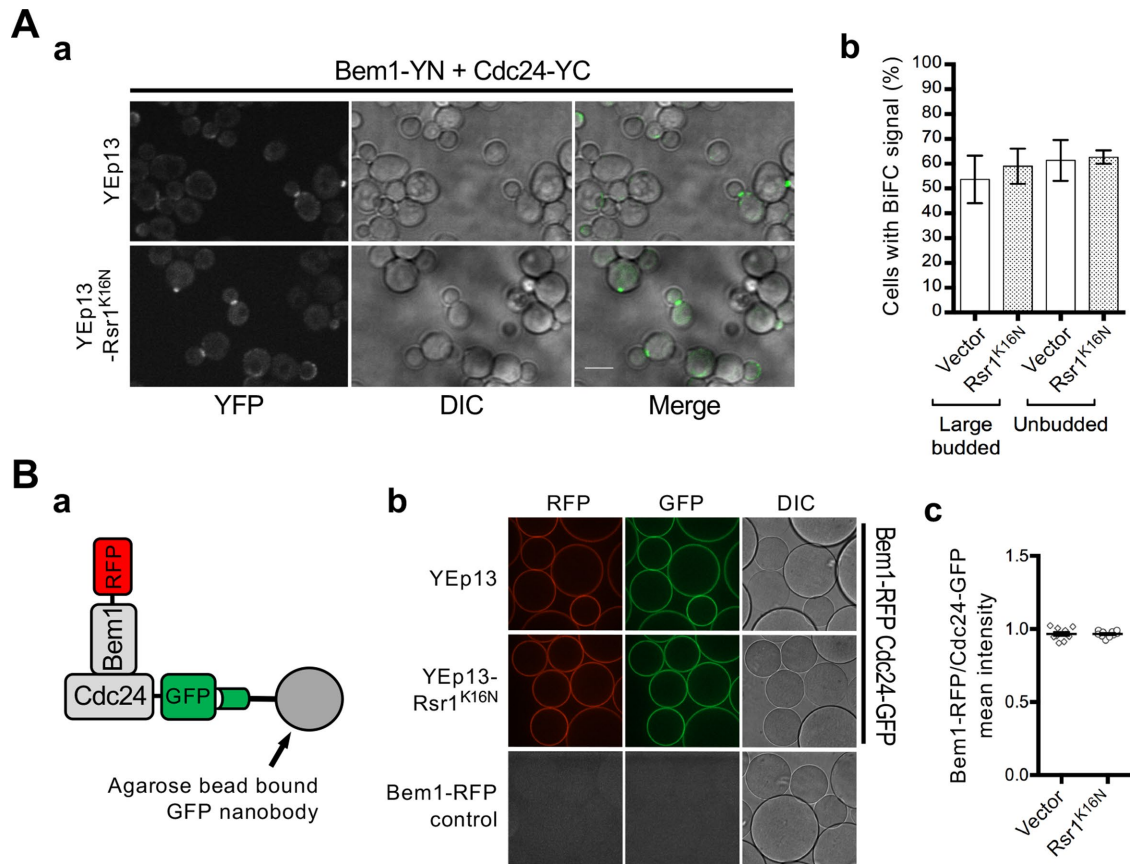 A
a
Bem1-YN + Cdc24-YC
YEp13
YEp13
-Rsr1K16N
YFP
DIC
Merge
b
Cells with BiFC signal (%)
100
90
80
70
60
50
40
30
20
10
0
Vector
Rsr1K16N
Vector
Rsr1K16N
Large
budded
Unbudded
B
a
RFP
Bem1
Cdc24
GFP
Agarose bead bound
GFP nanobody
b
RFP
GFP
DIC
YEp13
YEp13-
Rsr1K16N
Bem1-RFP
control
Bem1-RFP Cdc24-GFP
c
Bem1-RFP/Cdc24-GFP
mean intensity
1.5
1.0
0.5
0.0
Vector
Rsr1K16N